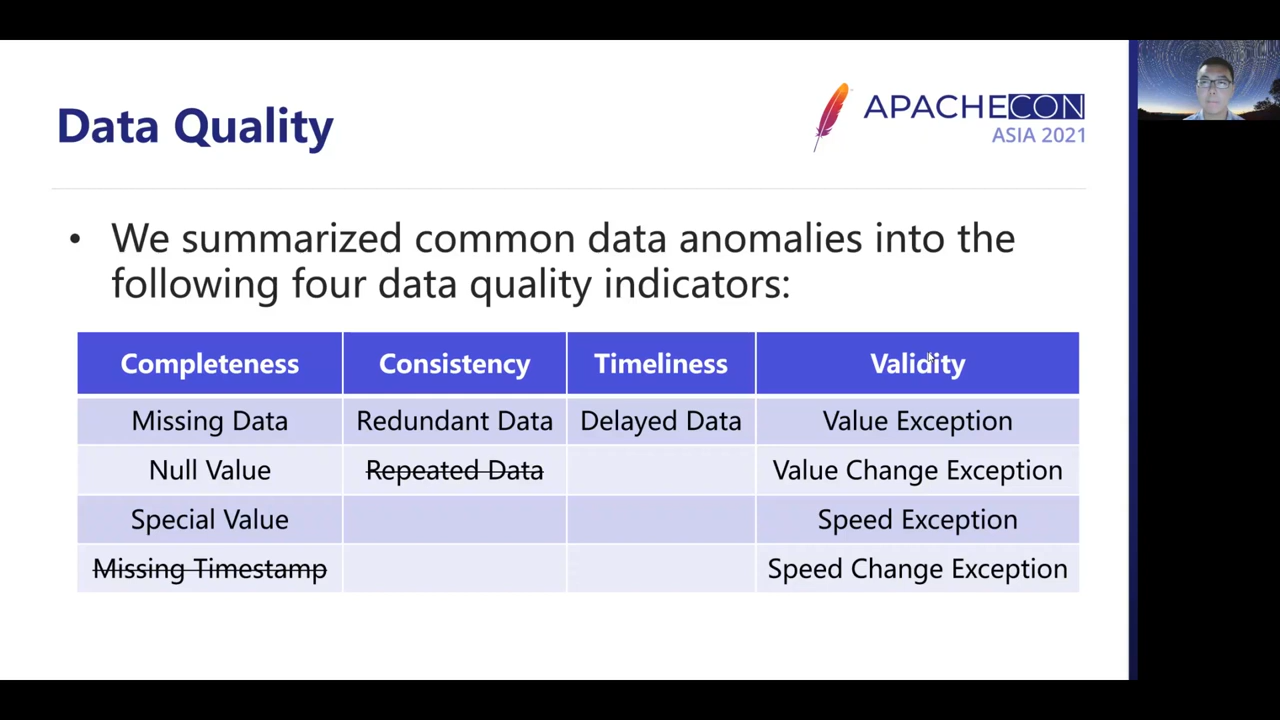 Data Quality
APACHECON
ASIA 2021
• We summarized common data anomalies into the
following four data quality indicators:
Completeness Consistency Timeliness Validity
Missing Data Redundant Data Delayed Data Value Exception
Null Value Repeated Data Value Change Exception
Special Value Speed Exception
Missing Timestamp Speed Change Exception